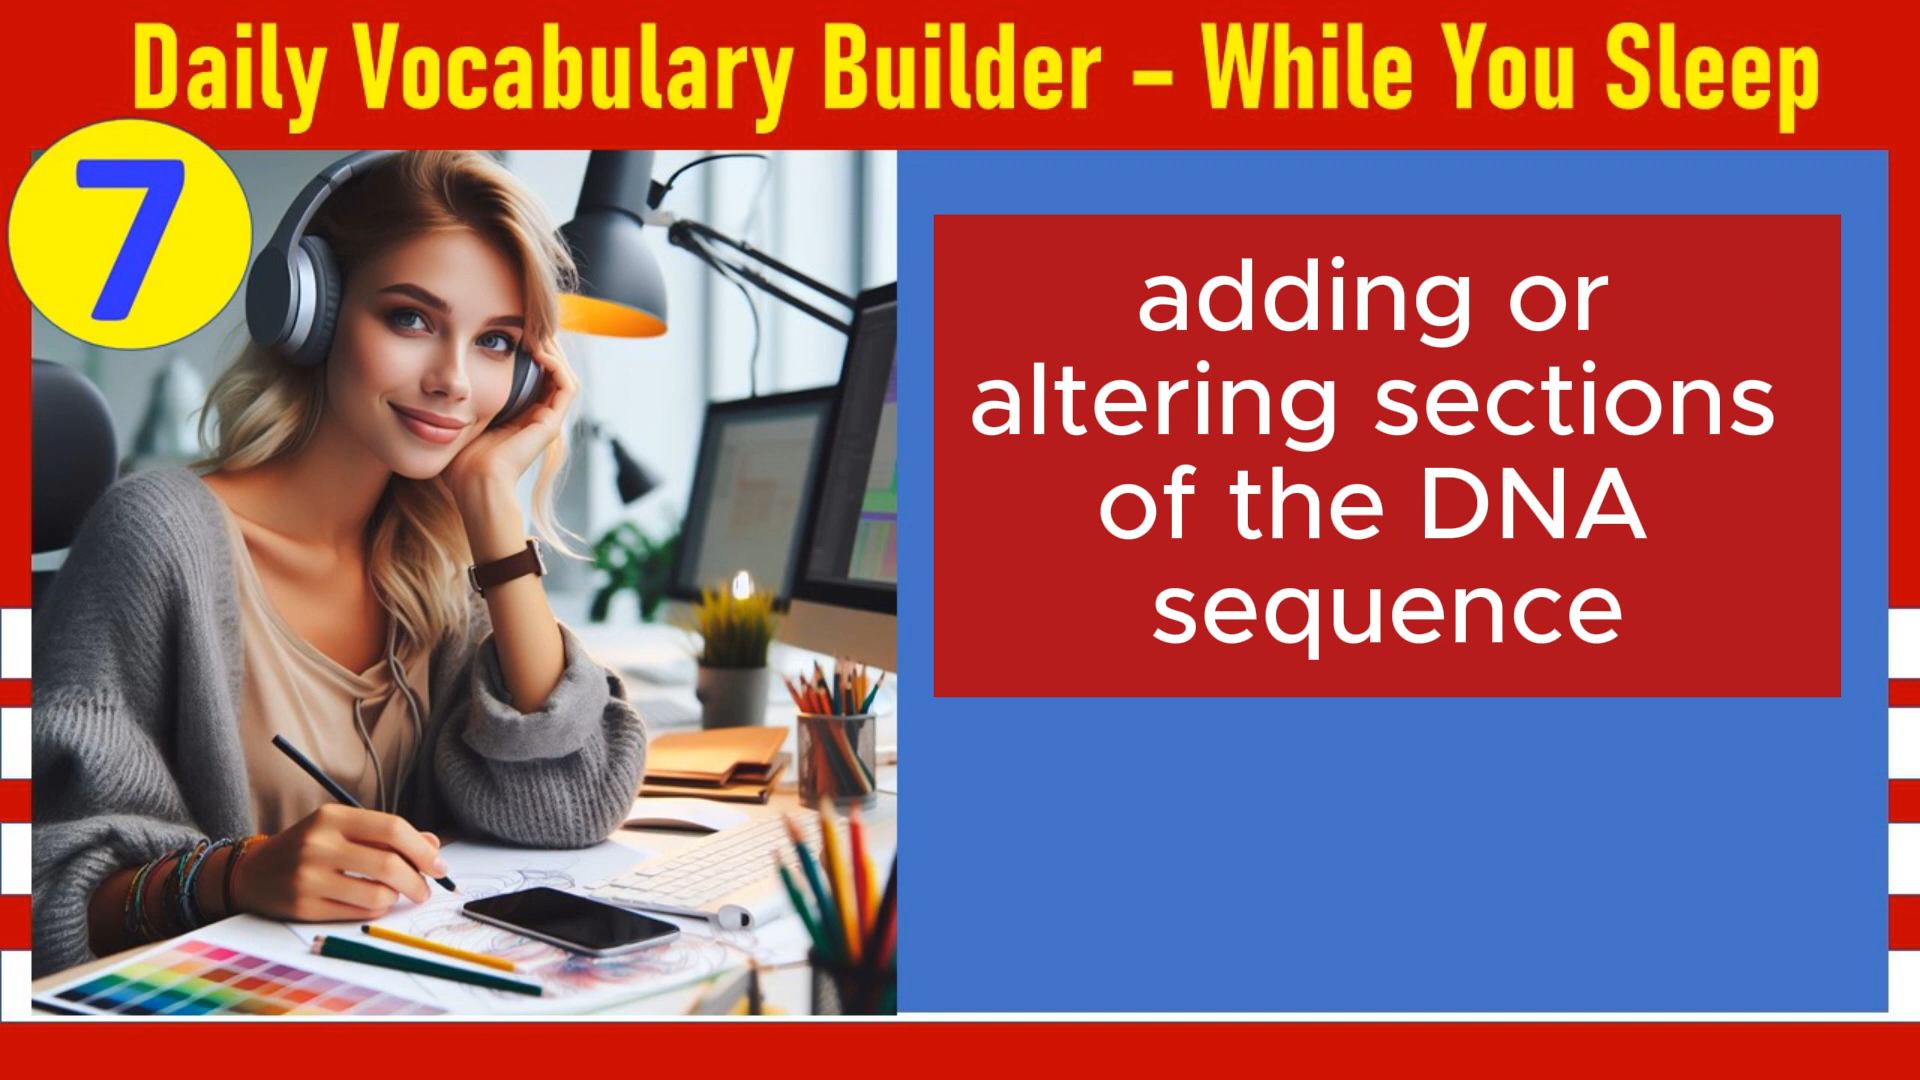 Daily Vocabulary Builder – While You Sleep
7
adding or
altering sections
of the DNA
sequence